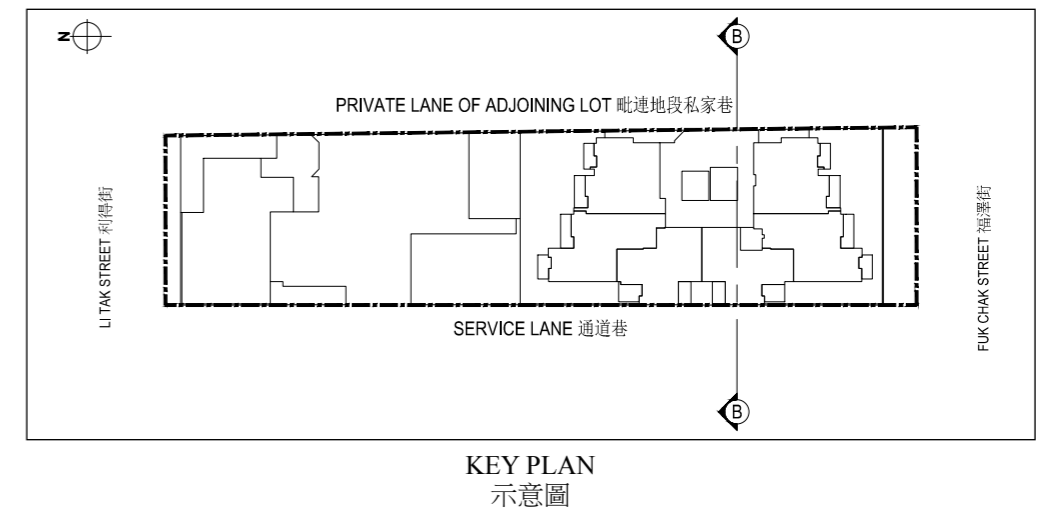 N
B
PRIVATE LANE OF ADJOINING LOT 毗連地段私家巷
LI TAK STREET 利得街
FUK CHAK STREET 福澤街
SERVICE LANE 通道巷
B
KEY PLAN
示意圖